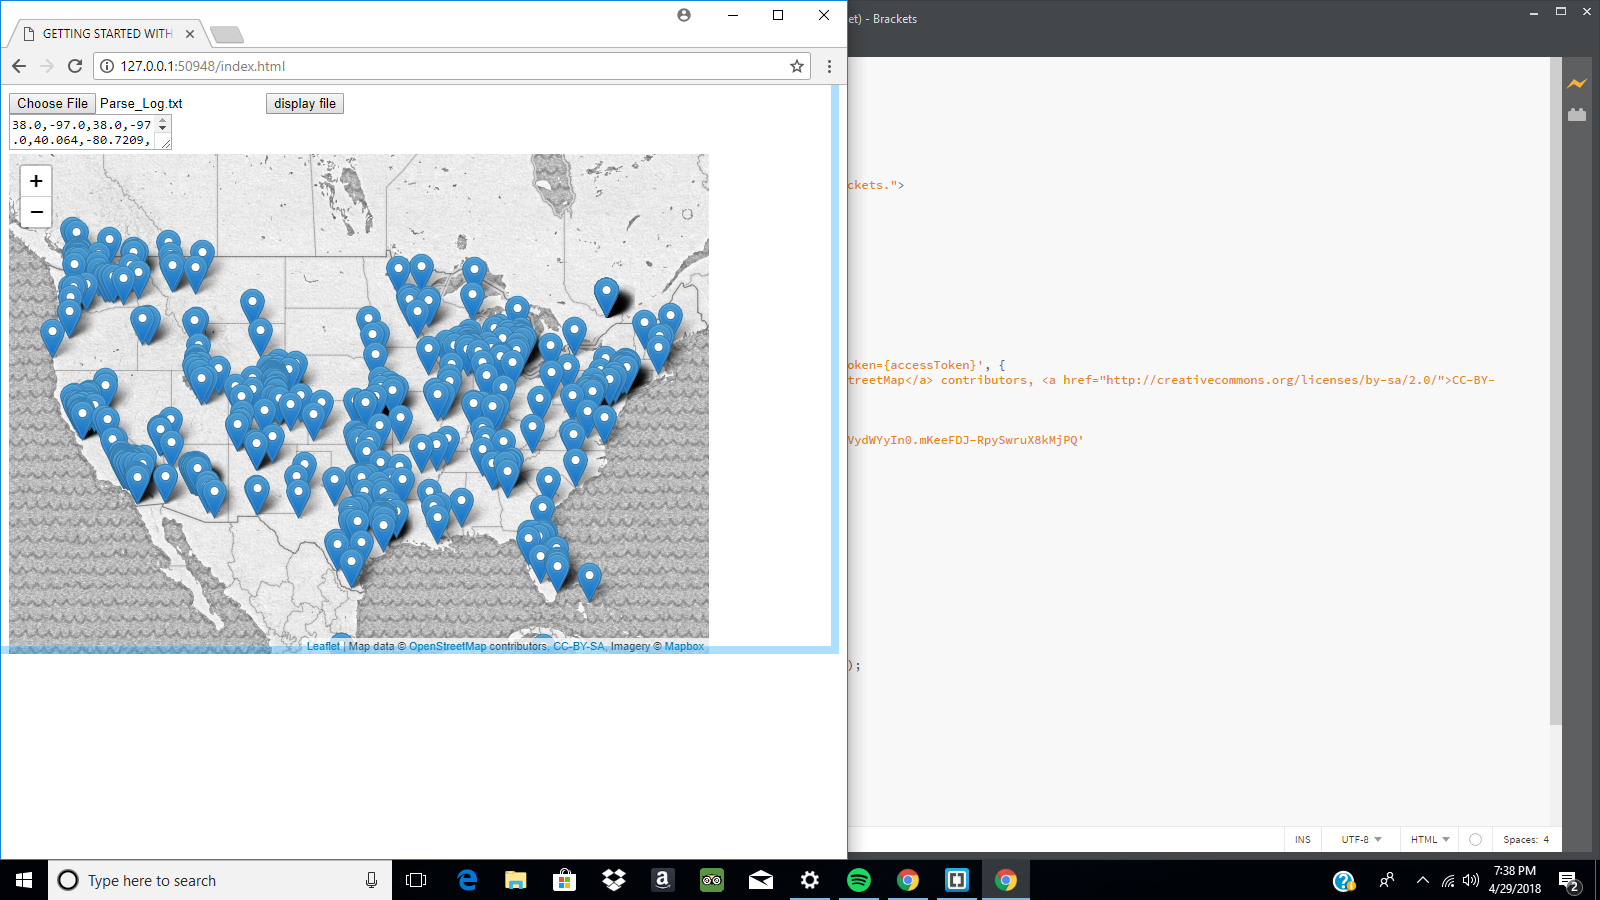 et) - Brackets
GETTING STARTED WITH
127.0.0.1:50948/index.html
Choose File Parse_Log.txt display file
38.0,-97.0,38.0,-97
.0,40.064,-80.7209,
+
−
Leaflet | Map data © OpenStreetMap contributors, CC-BY-SA, Imagery © Mapbox
ckets.">
oken={accessToken}', {
treetMap</a> contributors, <a href="http://creativecommons.org/licenses/by-sa/2.0/">CC-BY-
VydWYyIn0.mKeeFDJ-RpySwruX8kMjPQ'
);
INS UTF-8 HTML Spaces: 4
Type here to search
7:38 PM
4/29/2018
2